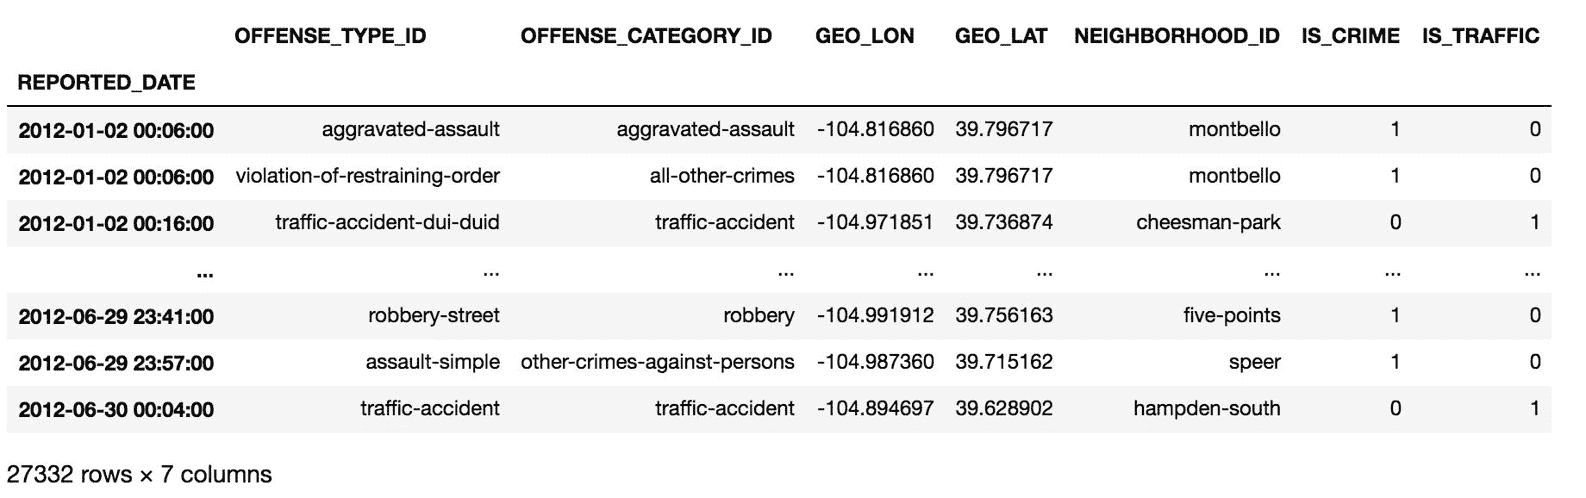 OFFENSE_TYPE_ID OFFENSE_CATEGORY_ID GEO_LON GEO_LAT NEIGHBORHOOD_ID IS_CRIME IS_TRAFFIC
REPORTED_DATE
2012-01-02 00:06:00 aggravated-assault aggravated-assault -104.816860 39.796717 montbello 1 0
2012-01-02 00:06:00 violation-of-restraining-order all-other-crimes -104.816860 39.796717 montbello 1 0
2012-01-02 00:16:00 traffic-accident-dui-duid traffic-accident -104.971851 39.736874 cheesman-park 0 1
... ... ... ... ... ... ... ...
2012-06-29 23:41:00 robbery-street robbery -104.991912 39.756163 five-points 1 0
2012-06-29 23:57:00 assault-simple other-crimes-against-persons -104.987360 39.715162 speer 1 0
2012-06-30 00:04:00 traffic-accident traffic-accident -104.894697 39.628902 hampden-south 0 1
27332 rows × 7 columns